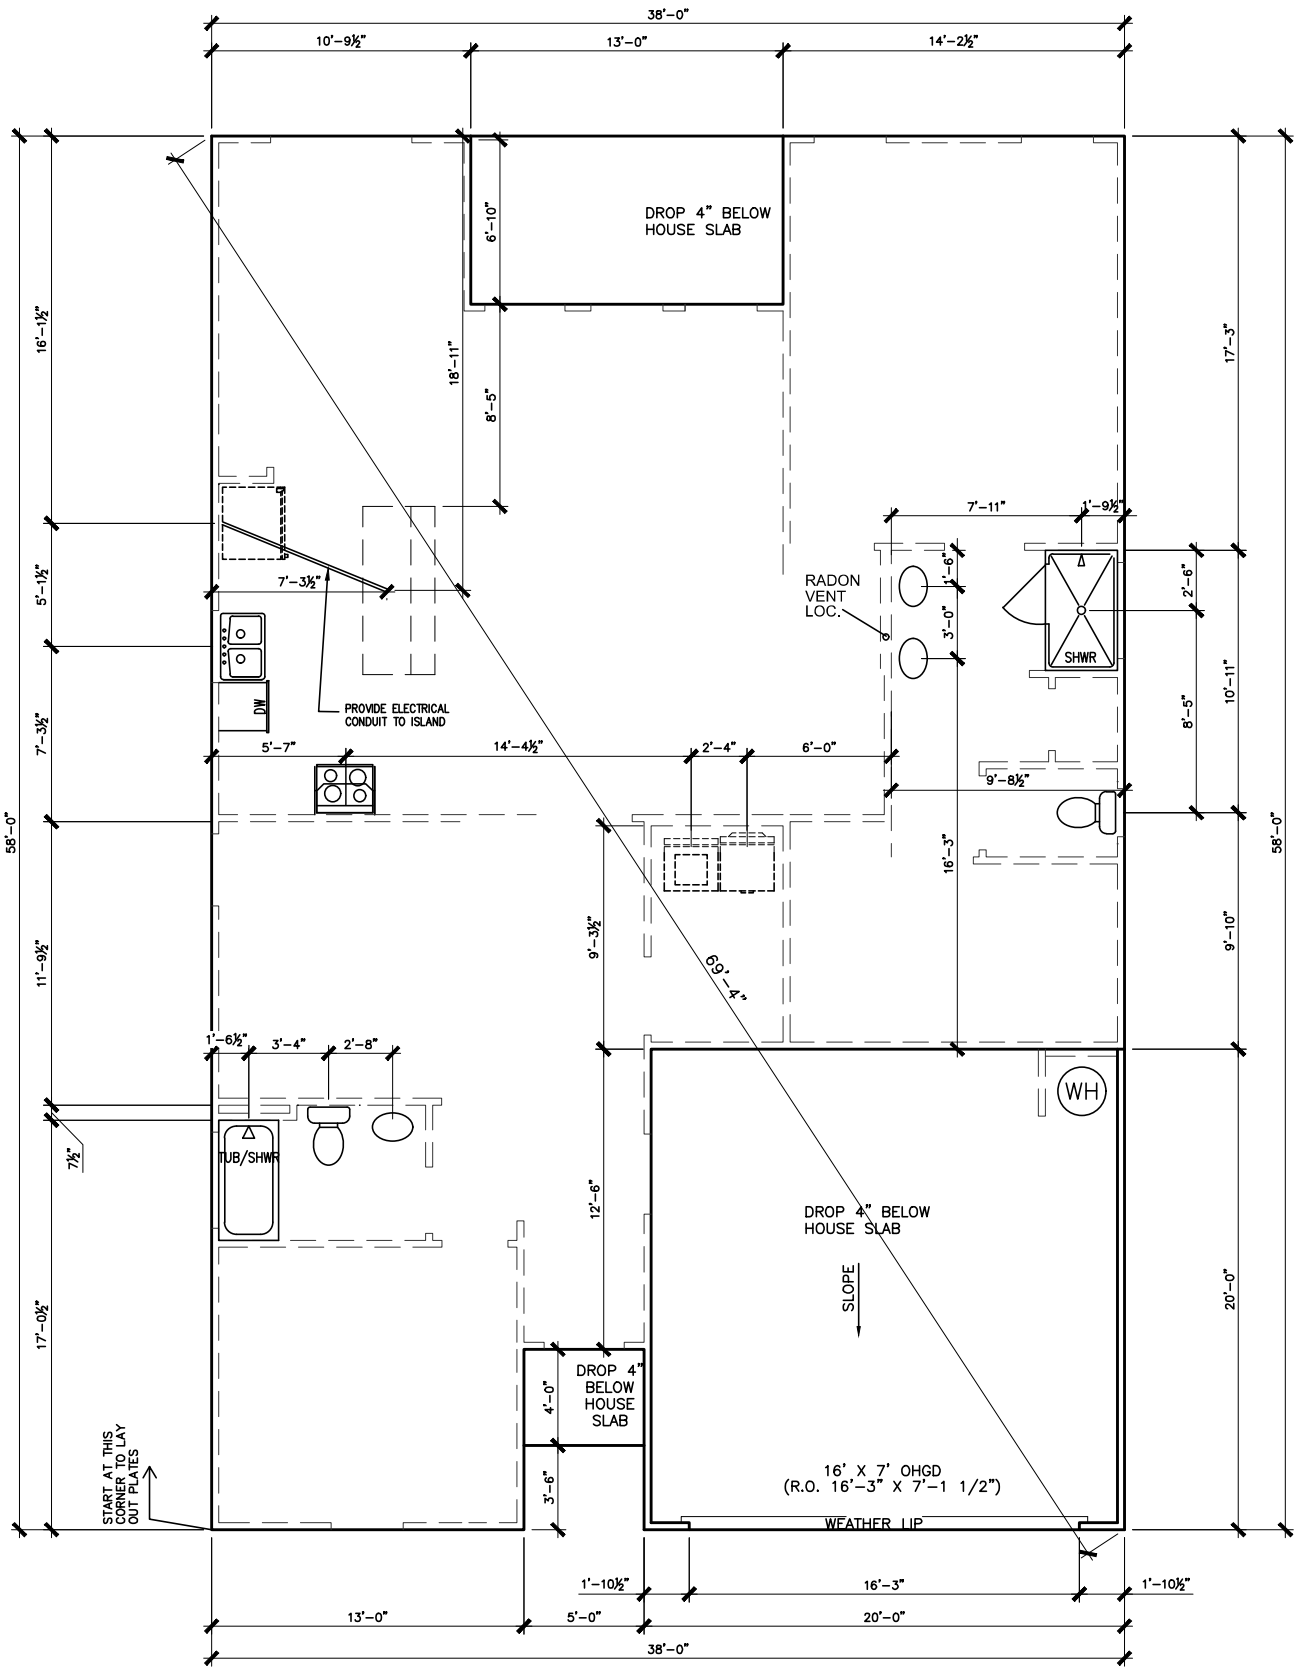 38'-0"
10'-9½"
13'-0"
14'-2½"
DROP 4" BELOW
HOUSE SLAB
6'-10"
16'-1½"
18'-11"
17'-3"
8'-5"
7'-11"
1'-9½"
5'-1½"
7'-3½"
RADON
VENT
LOC.
1'-6"
2'-6"
3'-0"
SHWR
10'-11"
DW
PROVIDE ELECTRICAL
CONDUIT TO ISLAND
7'-3½"
8'-5"
5'-7"
14'-4½"
2'-4"
6'-0"
9'-8½"
58'-0"
58'-0"
16'-3"
9'-3½"
9'-10"
11'-9½"
69'-4"
1'-6½"
3'-4"
2'-8"
WH
7½"
TUB/SHWR
12'-6"
DROP 4" BELOW
HOUSE SLAB
SLOPE
20'-0"
17'-0½"
DROP 4"
BELOW
HOUSE
SLAB
4'-0"
3'-6"
START AT THIS
CORNER TO LAY
OUT PLATES
16' X 7' OHGD
(R.O. 16'-3" X 7'-1 1/2")
WEATHER LIP
1'-10½"
16'-3"
1'-10½"
13'-0"
5'-0"
20'-0"
38'-0"